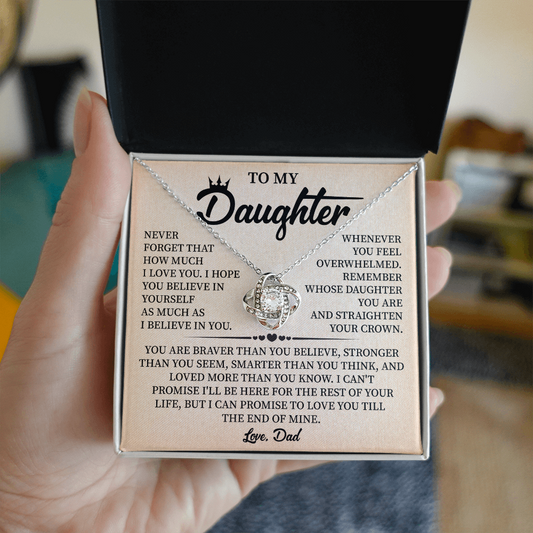 TO MY
Daughter
NEVER
FORGET THAT
HOW MUCH
I LOVE YOU. I HOPE
YOU BELIEVE IN
YOURSELF
AS MUCH AS
I BELIEVE IN YOU.
WHENEVER
YOU FEEL
OVERWHELMED.
REMEMBER
WHOSE DAUGHTER
YOU ARE
AND STRAIGHTEN
YOUR CROWN.
YOU ARE BRAVER THAN YOU BELIEVE, STRONGER
THAN YOU SEEM, SMARTER THAN YOU THINK, AND
LOVED MORE THAN YOU KNOW. I CAN'T
PROMISE I'LL BE HERE FOR THE REST OF YOUR
LIFE, BUT I CAN PROMISE TO LOVE YOU TILL
THE END OF MINE.
Love, Dad